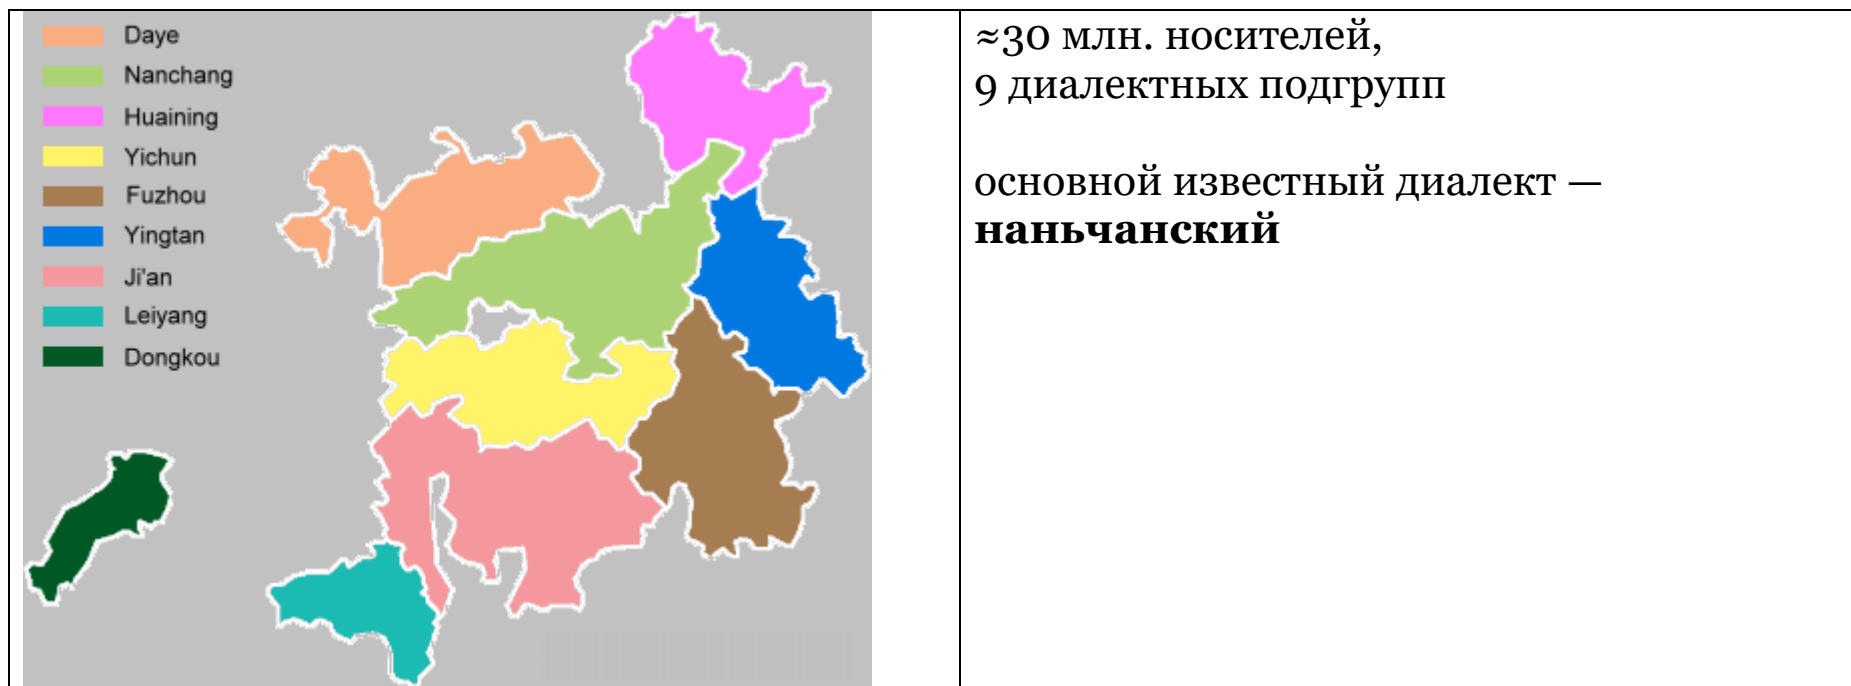 Daye
Nanchang
Huaining
Yichun
Fuzhou
Yingtan
Ji'an
Leiyang
Dongkou
≈30 млн. носителей,
9 диалектных подгрупп
основной известный диалект —
наньчанский